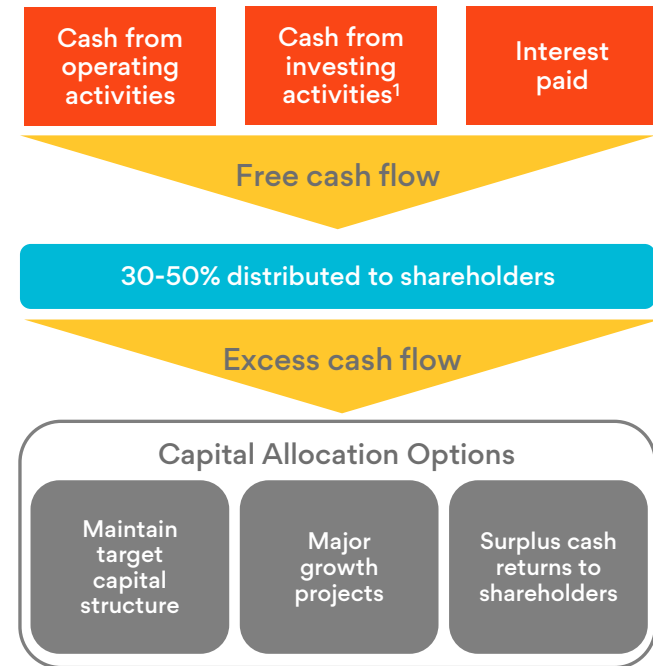 Cash from
operating
activities
Cash from
investing
activities¹
Interest
paid
Free cash flow
30-50% distributed to shareholders
Excess cash flow
Capital Allocation Options
Maintain
target
capital
structure
Major
growth
projects
Surplus cash
returns to
shareholders